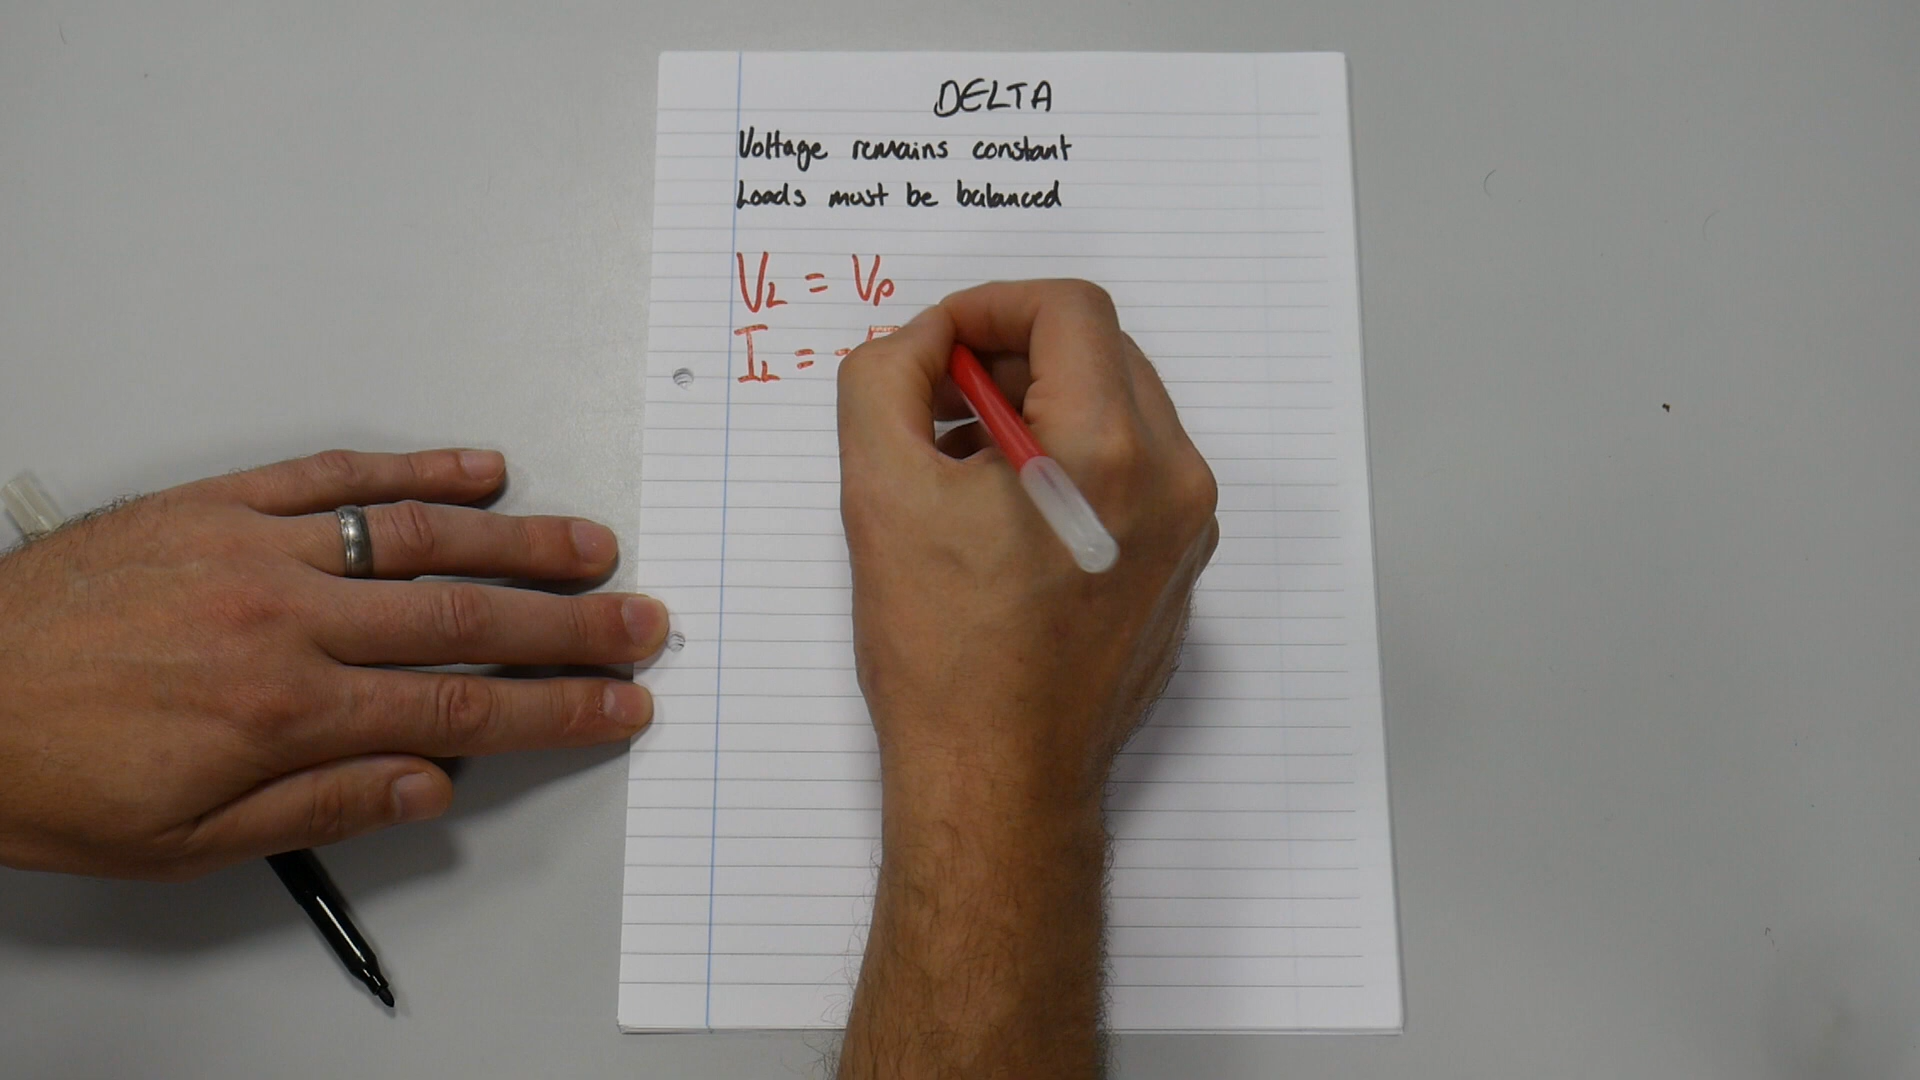 DELTA
Voltage remains constant
Loads must be balanced
VL = VP
IL = √